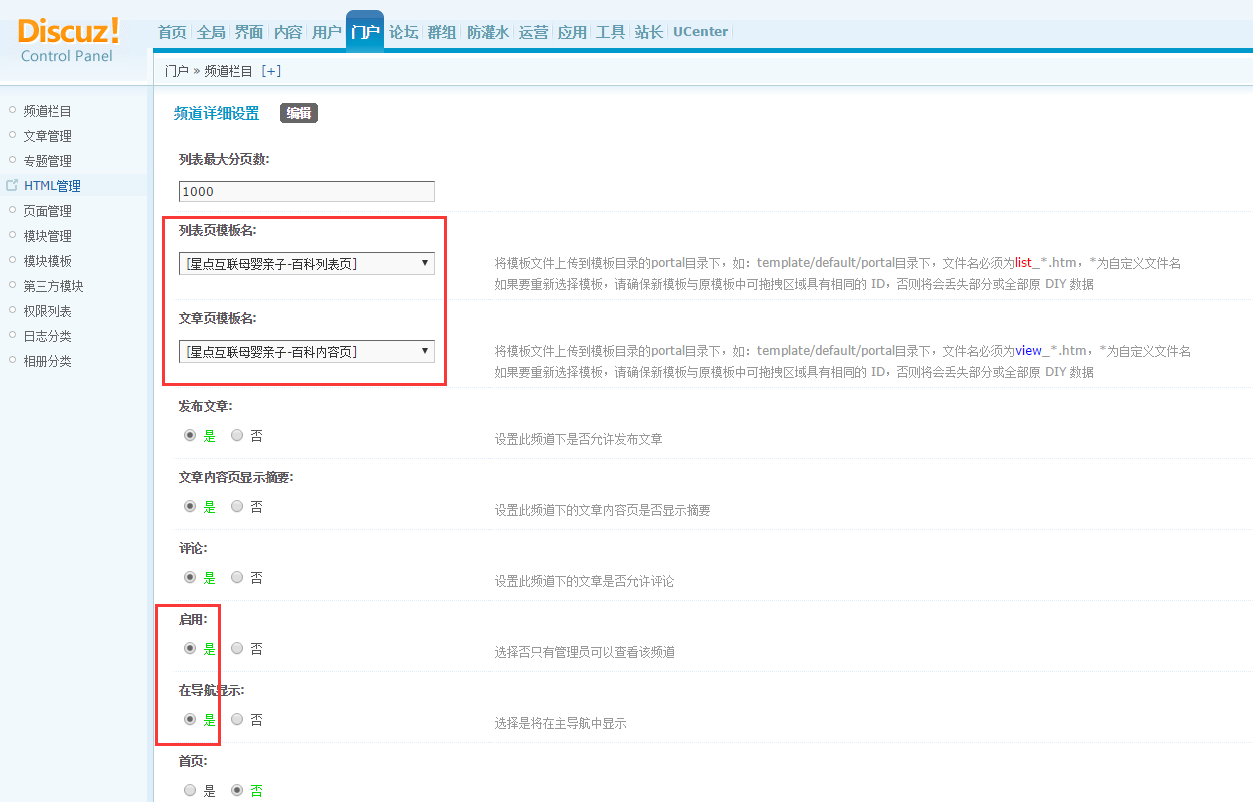 Discuz!
Control Panel
首页 全局 界面 内容 用户 门户 论坛 群组 防灌水 运营 应用 工具 站长 UCenter
门户 » 频道栏目 [+]
频道栏目
文章管理
专题管理
HTML管理
页面管理
模块管理
模块模板
第三方模块
权限列表
日志分类
相册分类
频道详细设置 编辑
列表最大分页数:
1000
列表页模板名:
[星点互联母婴亲子-百科列表页]
将模板文件上传到模板目录的portal目录下，如：template/default/portal目录下，文件名必须为list_*.htm，*为自定义文件名
如果要重新选择模板，请确保新模板与原模板中可拖拽区域具有相同的 ID，否则将会丢失部分或全部原 DIY 数据
文章页模板名:
[星点互联母婴亲子-百科内容页]
将模板文件上传到模板目录的portal目录下，如：template/default/portal目录下，文件名必须为view_*.htm，*为自定义文件名
如果要重新选择模板，请确保新模板与原模板中可拖拽区域具有相同的 ID，否则将会丢失部分或全部原 DIY 数据
发布文章:
是 否
设置此频道下是否允许发布文章
文章内容页显示摘要:
是 否
设置此频道下的文章内容页是否显示摘要
评论:
是 否
设置此频道下的文章是否允许评论
启用:
是 否
选择否只有管理员可以查看该频道
在导航显示:
是 否
选择是将在主导航中显示
首页:
是 否